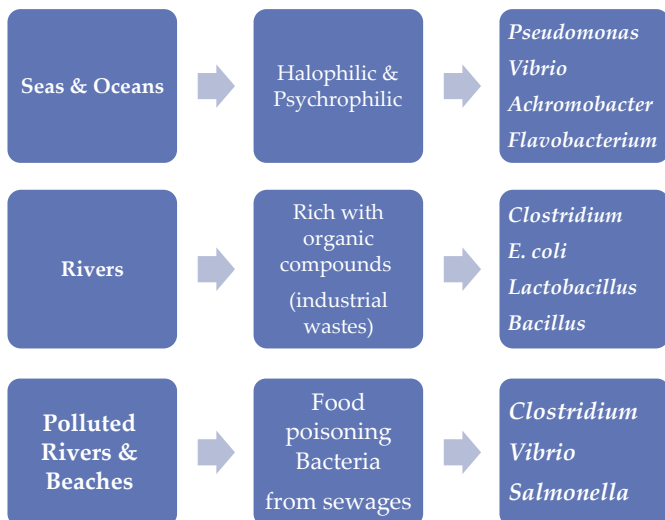 Seas & Oceans
Halophilic &
Psychrophilic
Pseudomonas
Vibrio
Achromobacter
Flavobacterium
Rivers
Rich with
organic
compounds
(industrial
wastes)
Clostridium
E. coli
Lactobacillus
Bacillus
Polluted
Rivers &
Beaches
Food
poisoning
Bacteria
from sewages
Clostridium
Vibrio
Salmonella